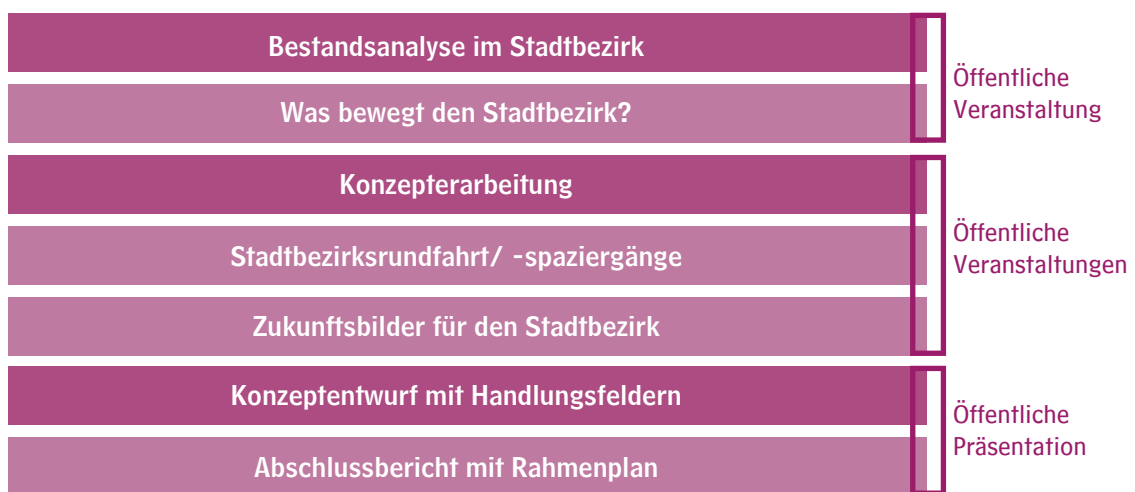 Bestandsanalyse im Stadtbezirk
Was bewegt den Stadtbezirk?
Öffentliche
Veranstaltung
Konzepterarbeitung
Stadtbezirksrundfahrt/ -spaziergänge
Zukunftsbilder für den Stadtbezirk
Öffentliche
Veranstaltungen
Konzeptentwurf mit Handlungsfeldern
Abschlussbericht mit Rahmenplan
Öffentliche
Präsentation